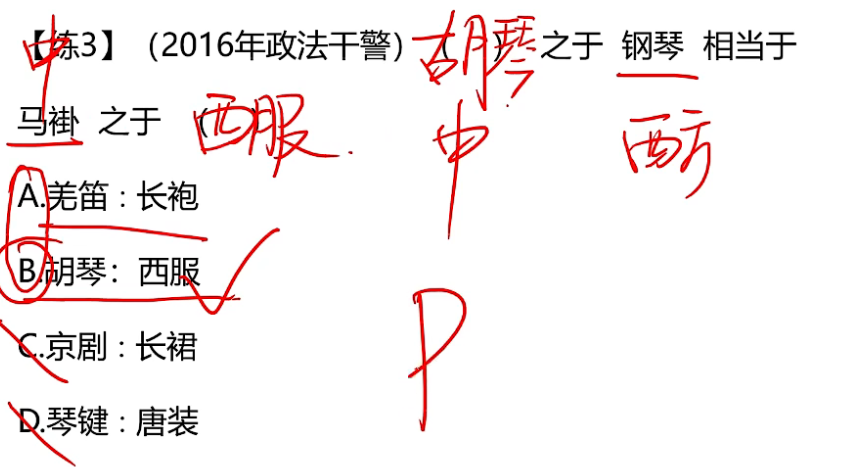 【练3】（2016年政法干警）（胡琴）之于 钢琴 相当于
中
马褂 之于 （西服）
中 西方
A.羌笛：长袍
B.胡琴：西服
C.京剧：长裙
D.琴键：唐装
P